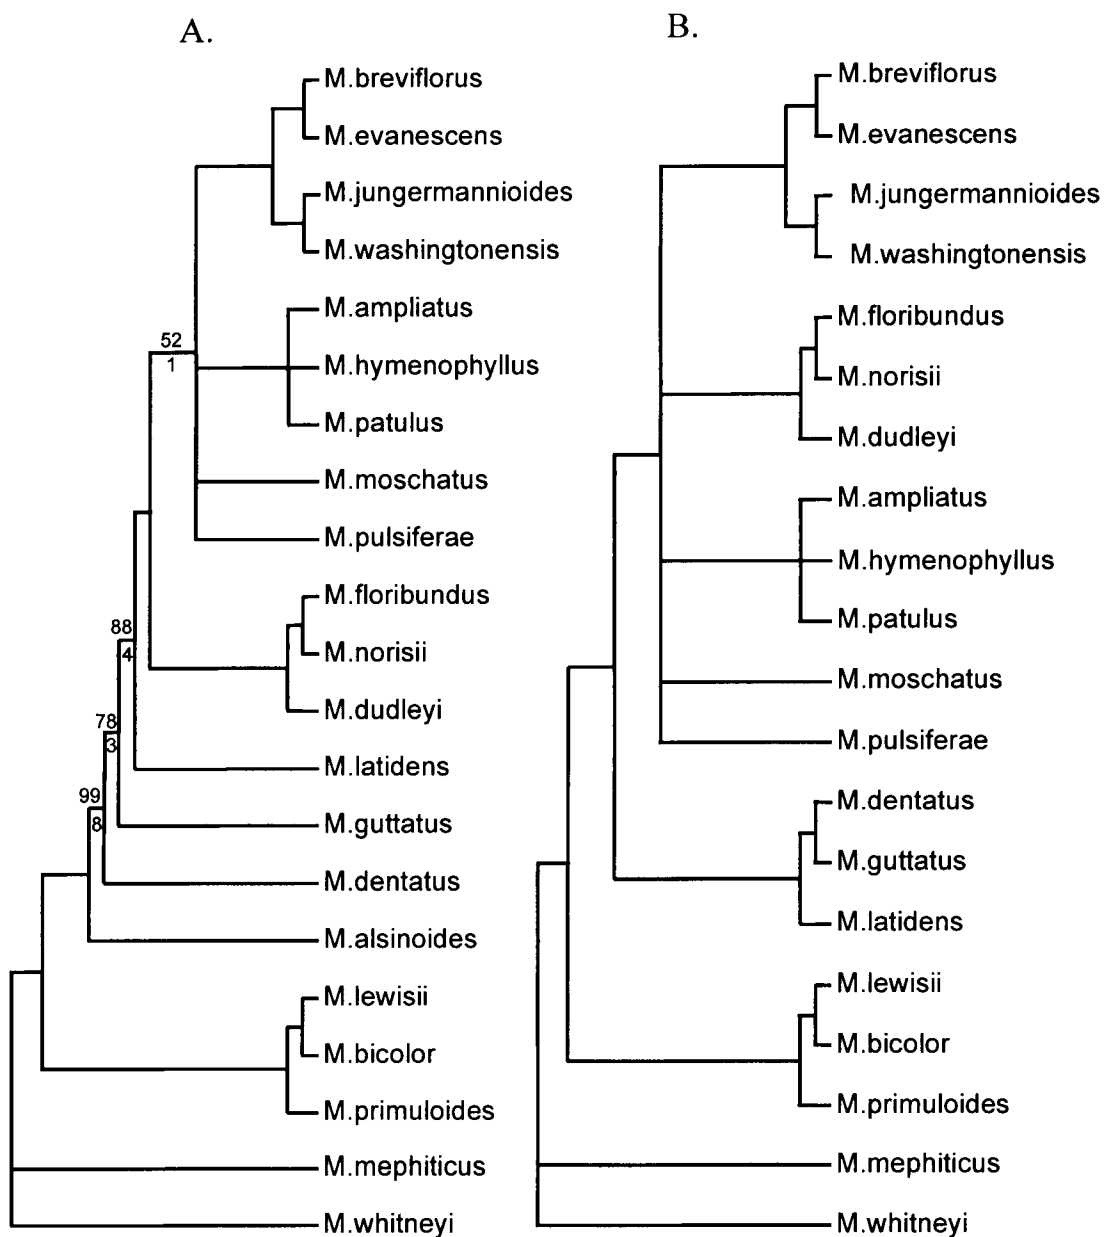 A.
M.breviflorus
M.evanescens
M.jungermannioides
M.washingtonensis
M.ampliatus
M.hymenophyllus
M.patulus
M.moschatus
M.pulsiferae
M.floribundus
M.norisii
M.dudleyi
M.latidens
M.guttatus
M.dentatus
M.alsinoides
M.lewisii
M.bicolor
M.primuloides
M.mephiticus
M.whitneyi
52
1
88
4
78
3
99
8
B.
M.breviflorus
M.evanescens
M.jungermannioides
M.washingtonensis
M.floribundus
M.norisii
M.dudleyi
M.ampliatus
M.hymenophyllus
M.patulus
M.moschatus
M.pulsiferae
M.dentatus
M.guttatus
M.latidens
M.lewisii
M.bicolor
M.primuloides
M.mephiticus
M.whitneyi